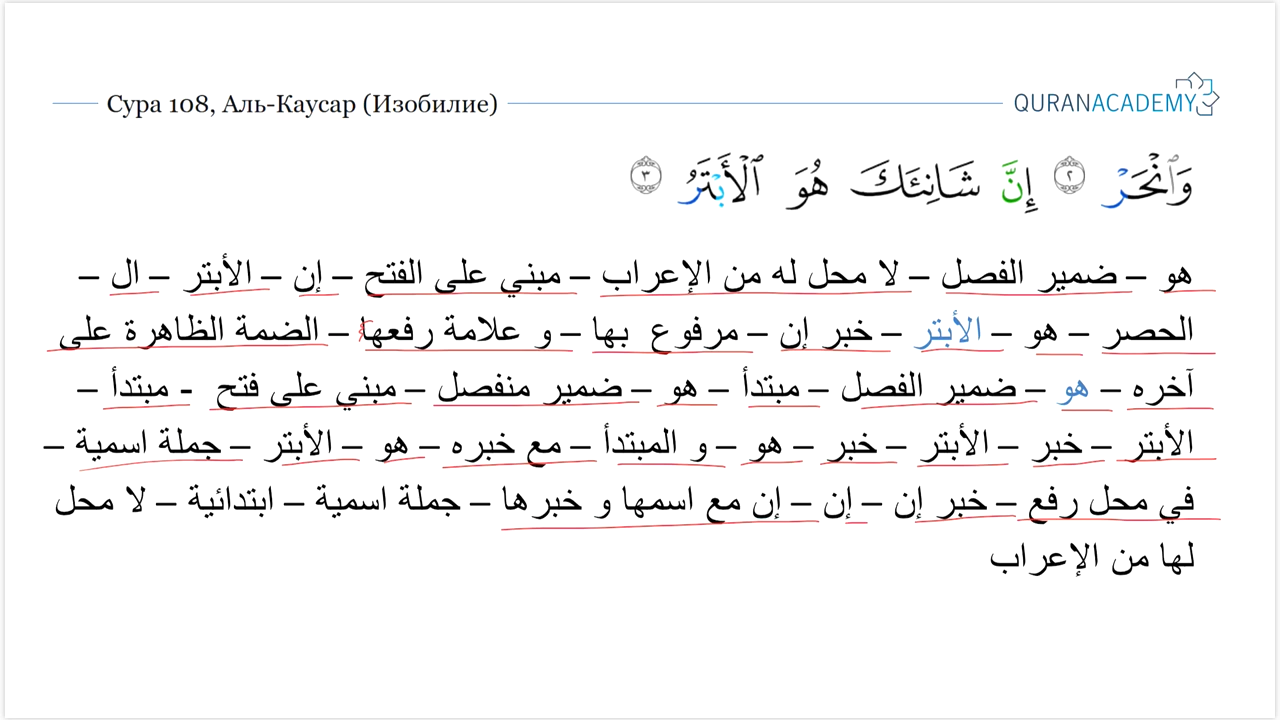 Сура 108, Аль-Каусар (Изобилие)
QURANACADEMY
وَٱنْحَرْ ٢ إِنَّ شَانِئَكَ هُوَ ٱلْأَبْتَرُ ٣
هو – ضمير الفصل – لا محل له من الإعراب – مبني على الفتح – إن – الأبتر – ال –
الحصر – هو – الأبتر – خبر إن – مرفوع بها – و علامة رفعها – الضمة الظاهرة على
آخره – هو – ضمير الفصل – مبتدأ – هو – ضمير منفصل – مبني على فتح - مبتدأ –
الأبتر – خبر – الأبتر – خبر – هو – و المبتدأ – مع خبره – هو – الأبتر – جملة اسمية –
في محل رفع – خبر إن – إن – إن مع اسمها و خبرها – جملة اسمية – ابتدائية – لا محل
لها من الإعراب